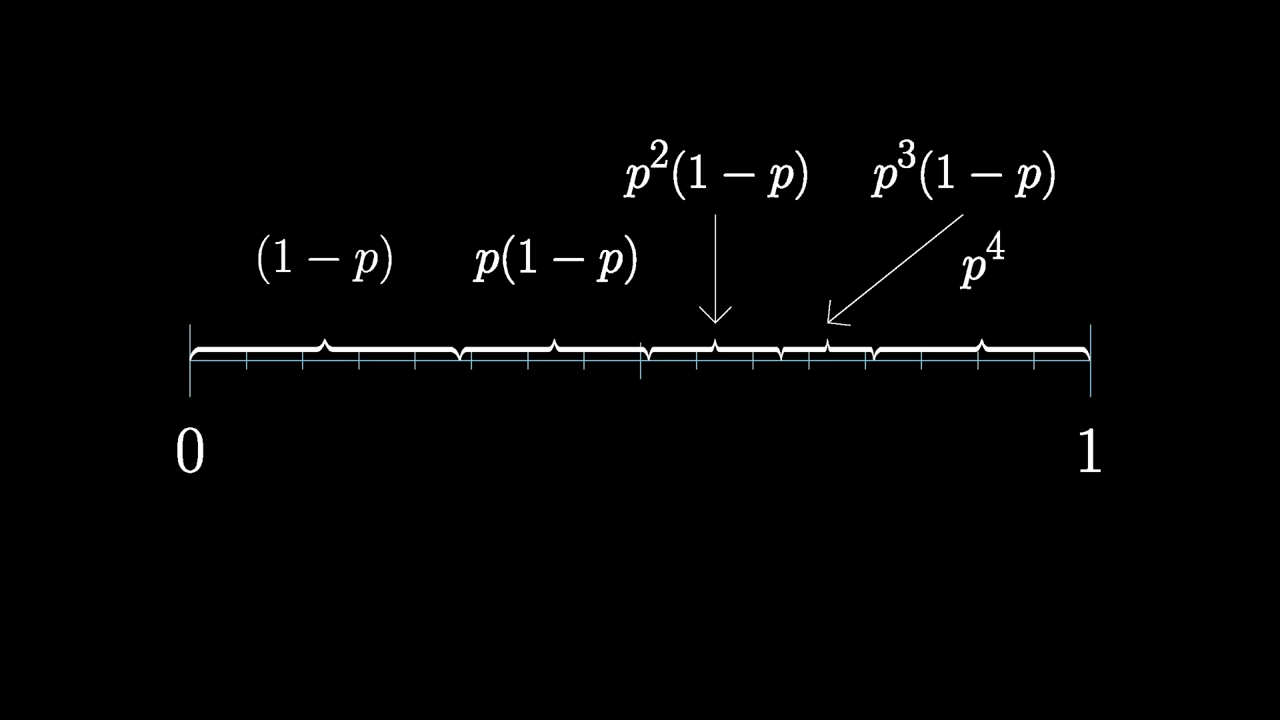 p²(1 − p) p³(1 − p)
(1 − p) p(1 − p) p⁴
0 1